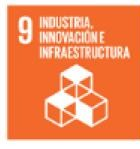 9 INDUSTRIA,
INNOVACIÓN E
INFRAESTRUCTURA